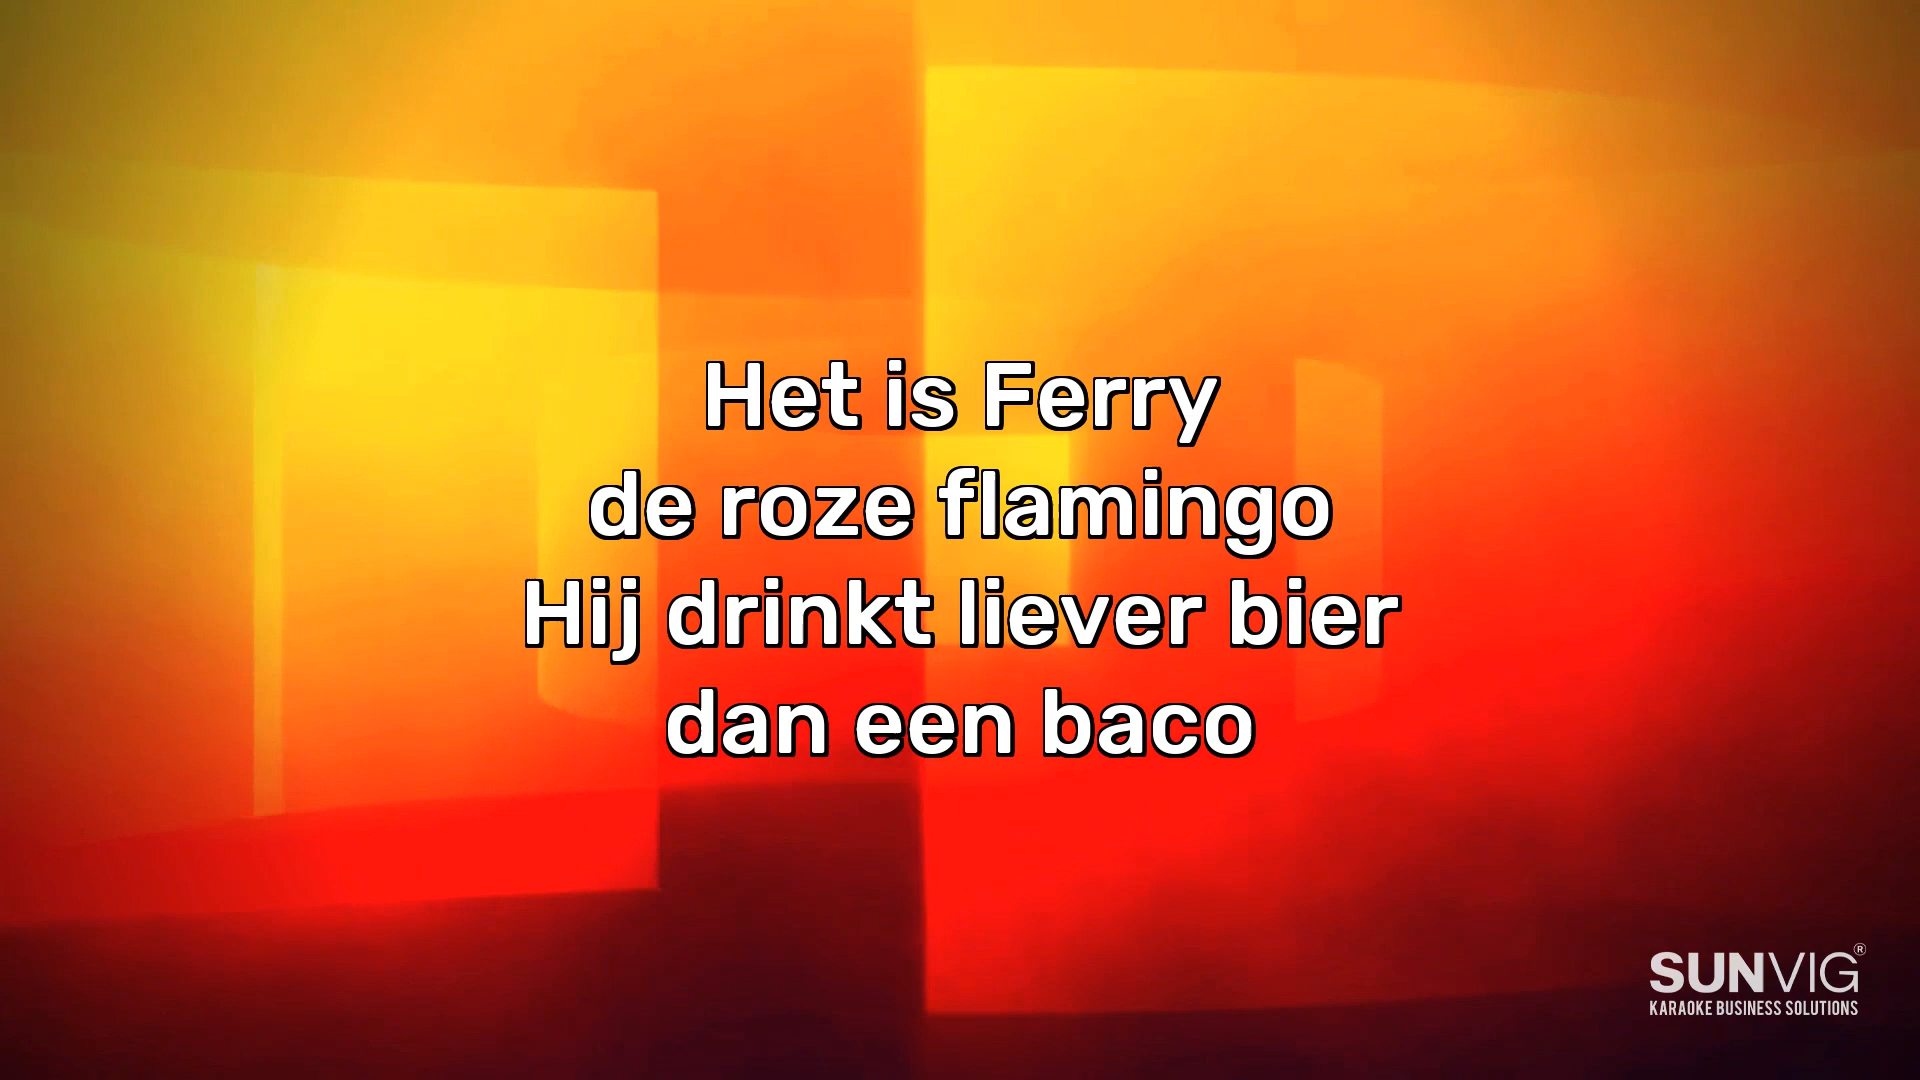 Het is Ferry
de roze flamingo
Hij drinkt liever bier
dan een baco
SUNVIG®
KARAOKE BUSINESS SOLUTIONS